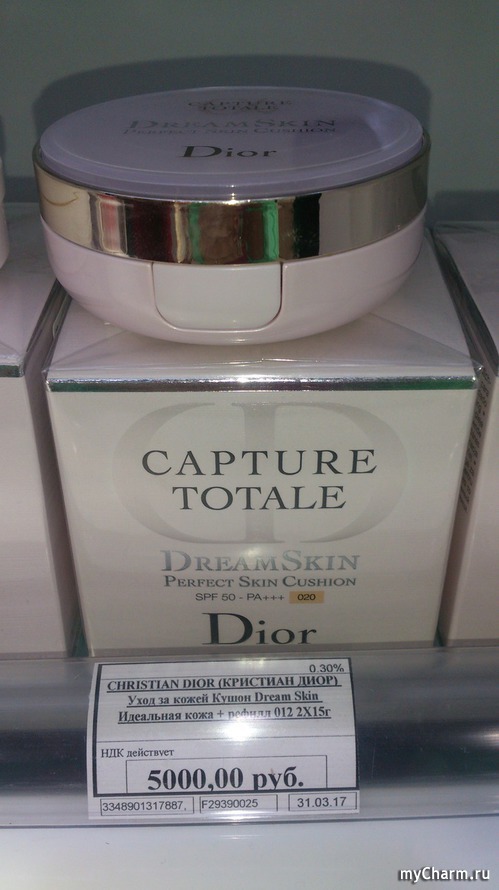 CAPTURE
TOTALE
DREAMSKIN
PERFECT SKIN CUSHION
Dior
CAPTURE
TOTALE
DREAMSKIN
PERFECT SKIN CUSHION
SPF 50 - PA+++ 020
Dior
0.30%
CHRISTIAN DIOR (КРИСТИАН ДИОР)
Уход за кожей Кушон Dream Skin
Идеальная кожа + рефилл 012 2X15г
НДК действует
5000,00 руб.
3348901317887, F29390025 31.03.17
myCharm.ru